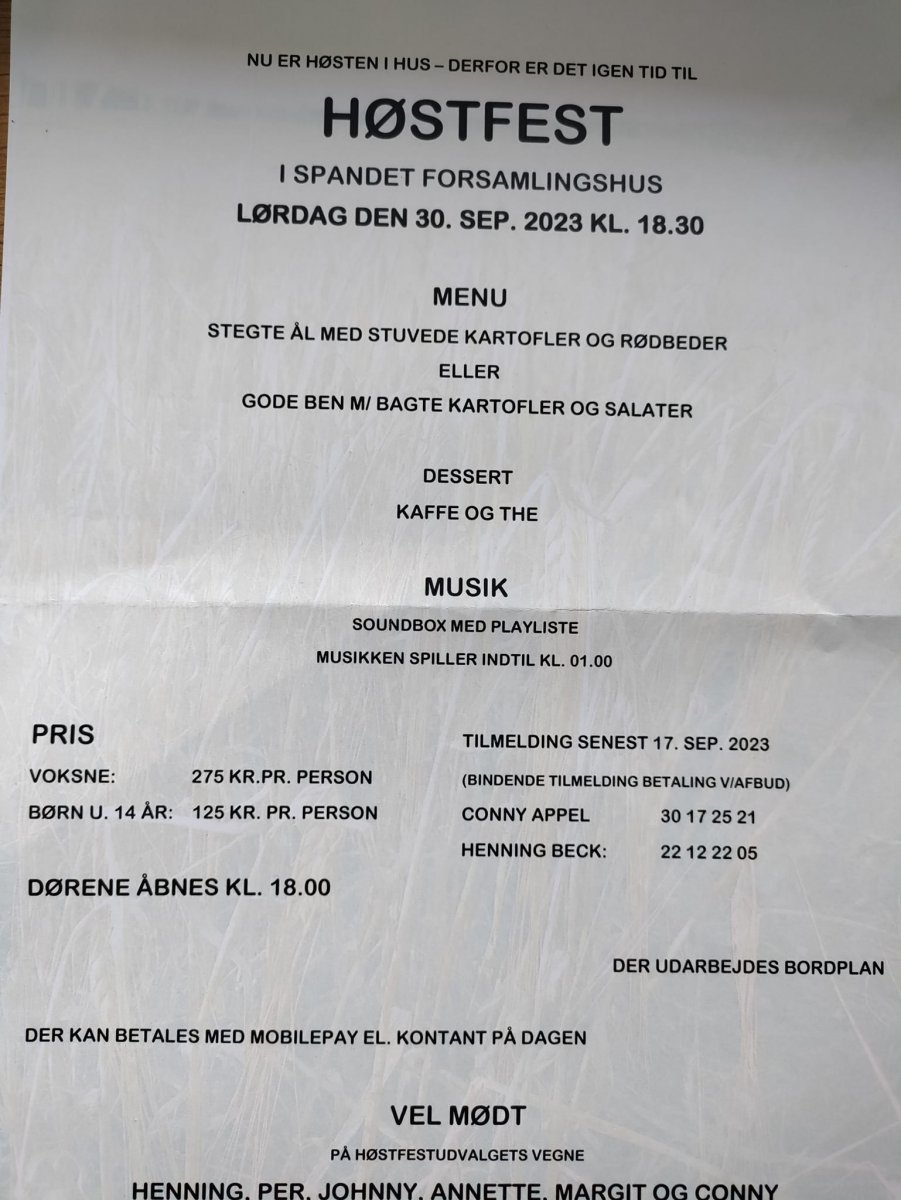 NU ER HØSTEN I HUS – DERFOR ER DET IGEN TID TIL
HØSTFEST
I SPANDET FORSAMLINGSHUS
LØRDAG DEN 30. SEP. 2023 KL. 18.30
MENU
STEGTE ÅL MED STUVEDE KARTOFLER OG RØDBEDER
ELLER
GODE BEN M/ BAGTE KARTOFLER OG SALATER
DESSERT
KAFFE OG THE
MUSIK
SOUNDBOX MED PLAYLISTE
MUSIKKEN SPILLER INDTIL KL. 01.00
PRIS
VOKSNE: 275 KR.PR. PERSON
BØRN U. 14 ÅR: 125 KR. PR. PERSON
DØRENE ÅBNES KL. 18.00
TILMELDING SENEST 17. SEP. 2023
(BINDENDE TILMELDING BETALING V/AFBUD)
CONNY APPEL 30 17 25 21
HENNING BECK: 22 12 22 05
DER UDARBEJDES BORDPLAN
DER KAN BETALES MED MOBILEPAY EL. KONTANT PÅ DAGEN
VEL MØDT
PÅ HØSTFESTUDVALGETS VEGNE
HENNING, PER, JOHNNY, ANNETTE, MARGIT OG CONNY